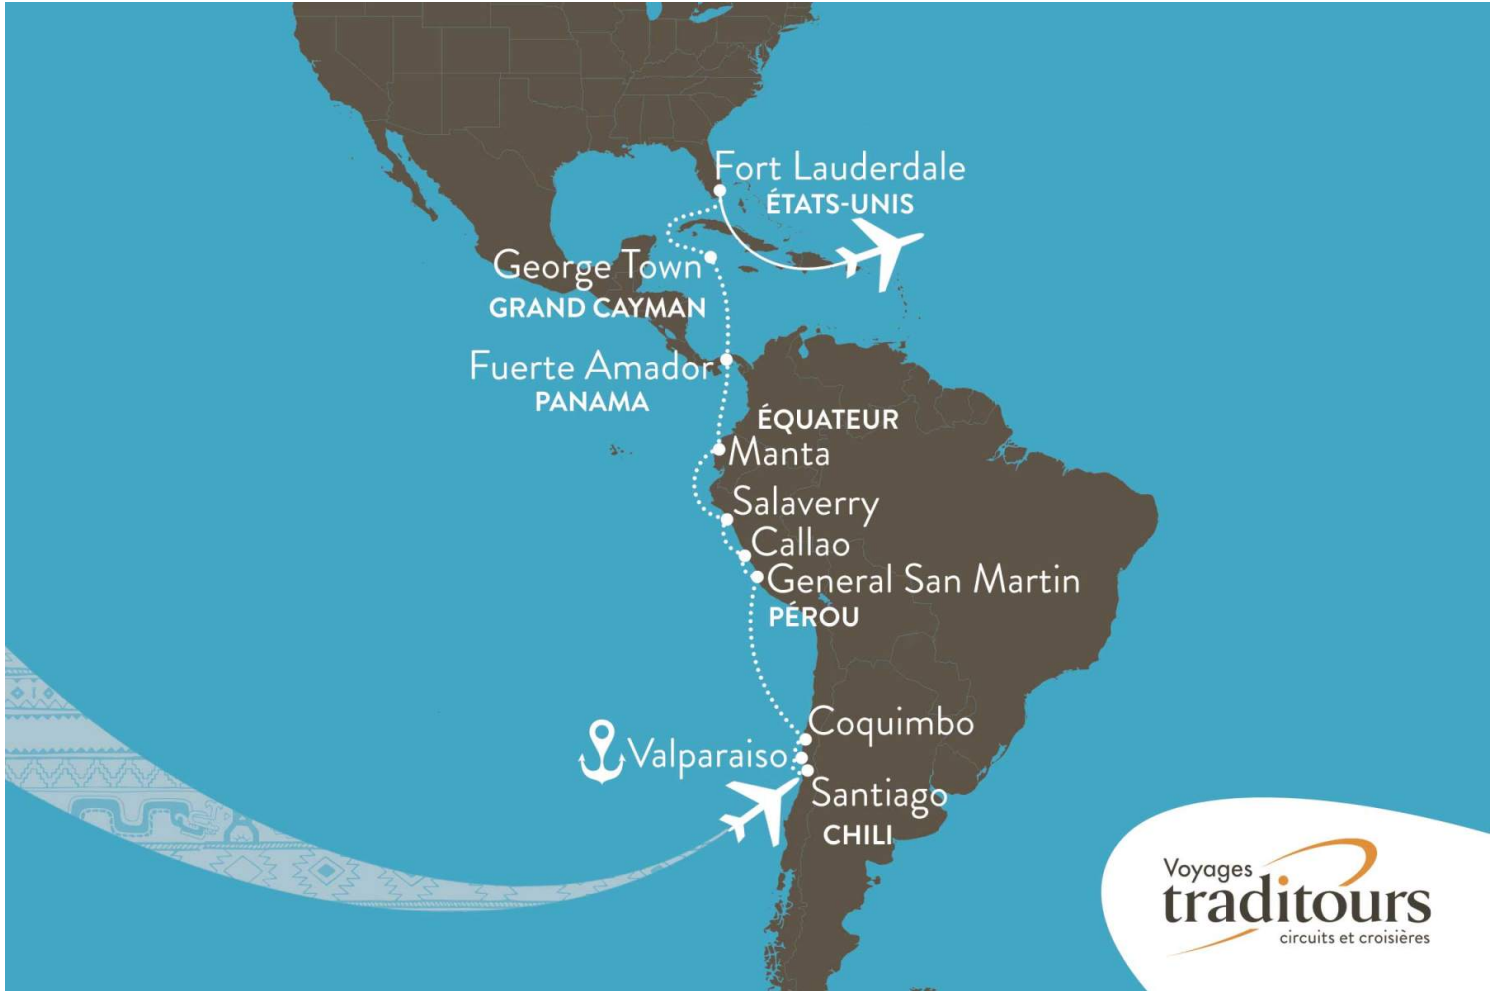 Fort Lauderdale
ÉTATS-UNIS
George Town
GRAND CAYMAN
Fuerte Amador
PANAMA
ÉQUATEUR
Manta
Salaverry
Callao
General San Martin
PÉROU
Coquimbo
Valparaiso
Santiago
CHILI
Voyages
traditours
circuits et croisières